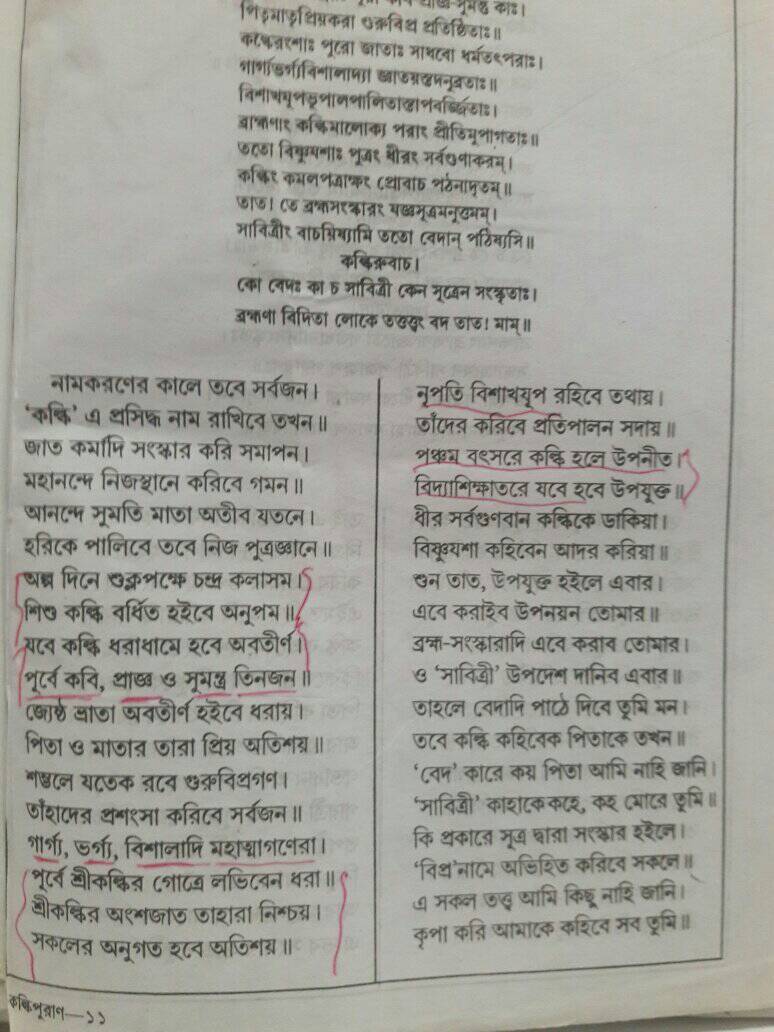 পিতৃমাতৃপ্রিয়করা গুরুবিপ্র প্রতিষ্ঠিতাঃ॥
কল্কেরংশাঃ পুরো জাতাঃ সাধবো ধর্মতৎপরাঃ।
গার্গ্যভর্গ্যবিশালাদ্যা জ্ঞাতয়স্তদনুব্রতাঃ॥
বিশাখযূপভূপালপালিতাস্তাপবর্জ্জিতাঃ।
ব্রাহ্মণাঃ কল্কিমালোক্য পরাং প্রীতিমুপাগতাঃ॥
ততো বিষ্ণুযশাঃ পুত্রং ধীরং সর্বগুণাকরম্।
কল্কিং কমলপত্রাক্ষং প্রোবাচ পঠনাদৃতম্॥
তাত। তে ব্রহ্মসংস্কারং যজ্ঞসূত্রমনুত্তমম্।
সাবিত্রীং বাচয়িষ্যামি ততো বেদান্ পঠিষ্যসি॥
কল্কিরুবাচ।
কো বেদঃ কা চ সাবিত্রী কেন সূত্রেন সংস্কৃতাঃ।
ব্রাহ্মণা বিদিতা লোকে তত্তত্ত্বং বদ তাত। মাম্॥
নামকরণের কালে তবে সর্বজন।
‘কল্কি’ এ প্রসিদ্ধ নাম রাখিবে তখন॥
জাত কর্মাদি সংস্কার করি সমাপন।
মহানন্দে নিজস্থানে করিবে গমন॥
আনন্দে সুমতি মাতা অতীব যতনে।
হরিকে পালিবে তবে নিজ পুত্রজ্ঞানে॥
অল্প দিনে শুক্লপক্ষে চন্দ্র কলাসম।
শিশু কল্কি বর্ধিত হইবে অনুপম॥
যবে কল্কি ধরাধামে হবে অবতীর্ণ।
পূর্বে কবি, প্রাজ্ঞ ও সুমন্ত্র তিনজন॥
জ্যেষ্ঠ ভ্রাতা অবতীর্ণ হইবে ধরায়।
পিতা ও মাতার তারা প্রিয় অতিশয়॥
শম্ভলে যতেক রবে গুরুবিপ্রগণ।
তাঁহাদের প্রশংসা করিবে সর্বজন॥
গার্গ্য, ভর্গ্য, বিশালাদি মহাত্মাগণেরা।
পূর্বে শ্রীকল্কির গোত্রে লভিবেন ধরা॥
শ্রীকল্কির অংশজাত তাহারা নিশ্চয়।
সকলের অনুগত হবে অতিশয়॥
নৃপতি বিশাখযূপ রহিবে তথায়।
তাঁদের করিবে প্রতিপালন সদায়॥
পঞ্চম বৎসরে কল্কি হলে উপনীত।
বিদ্যাশিক্ষাতরে যবে হবে উপযুক্ত॥
ধীর সর্বগুণবান কল্কিকে ডাকিয়া।
বিষ্ণুযশা কহিবেন আদর করিয়া॥
শুন তাত, উপযুক্ত হইলে এবার।
এবে করাইব উপনয়ন তোমার॥
ব্রহ্ম-সংস্কারাদি এবে করাব তোমার।
ও ‘সাবিত্রী’ উপদেশ দানিব এবার॥
তাহলে বেদাদি পাঠে দিবে তুমি মন।
তবে কল্কি কহিবেক পিতাকে তখন॥
‘বেদ’ কারে কয় পিতা আমি নাহি জানি।
‘সাবিত্রী’ কাহাকে কহে, কহ মোরে তুমি॥
কি প্রকারে সূত্র দ্বারা সংস্কার হইলে।
‘বিপ্র’নামে অভিহিত করিবে সকলে॥
এ সকল তত্ত্ব আমি কিছু নাহি জানি।
কৃপা করি আমাকে কহিবে সব তুমি॥
কল্কিপুরাণ—১১